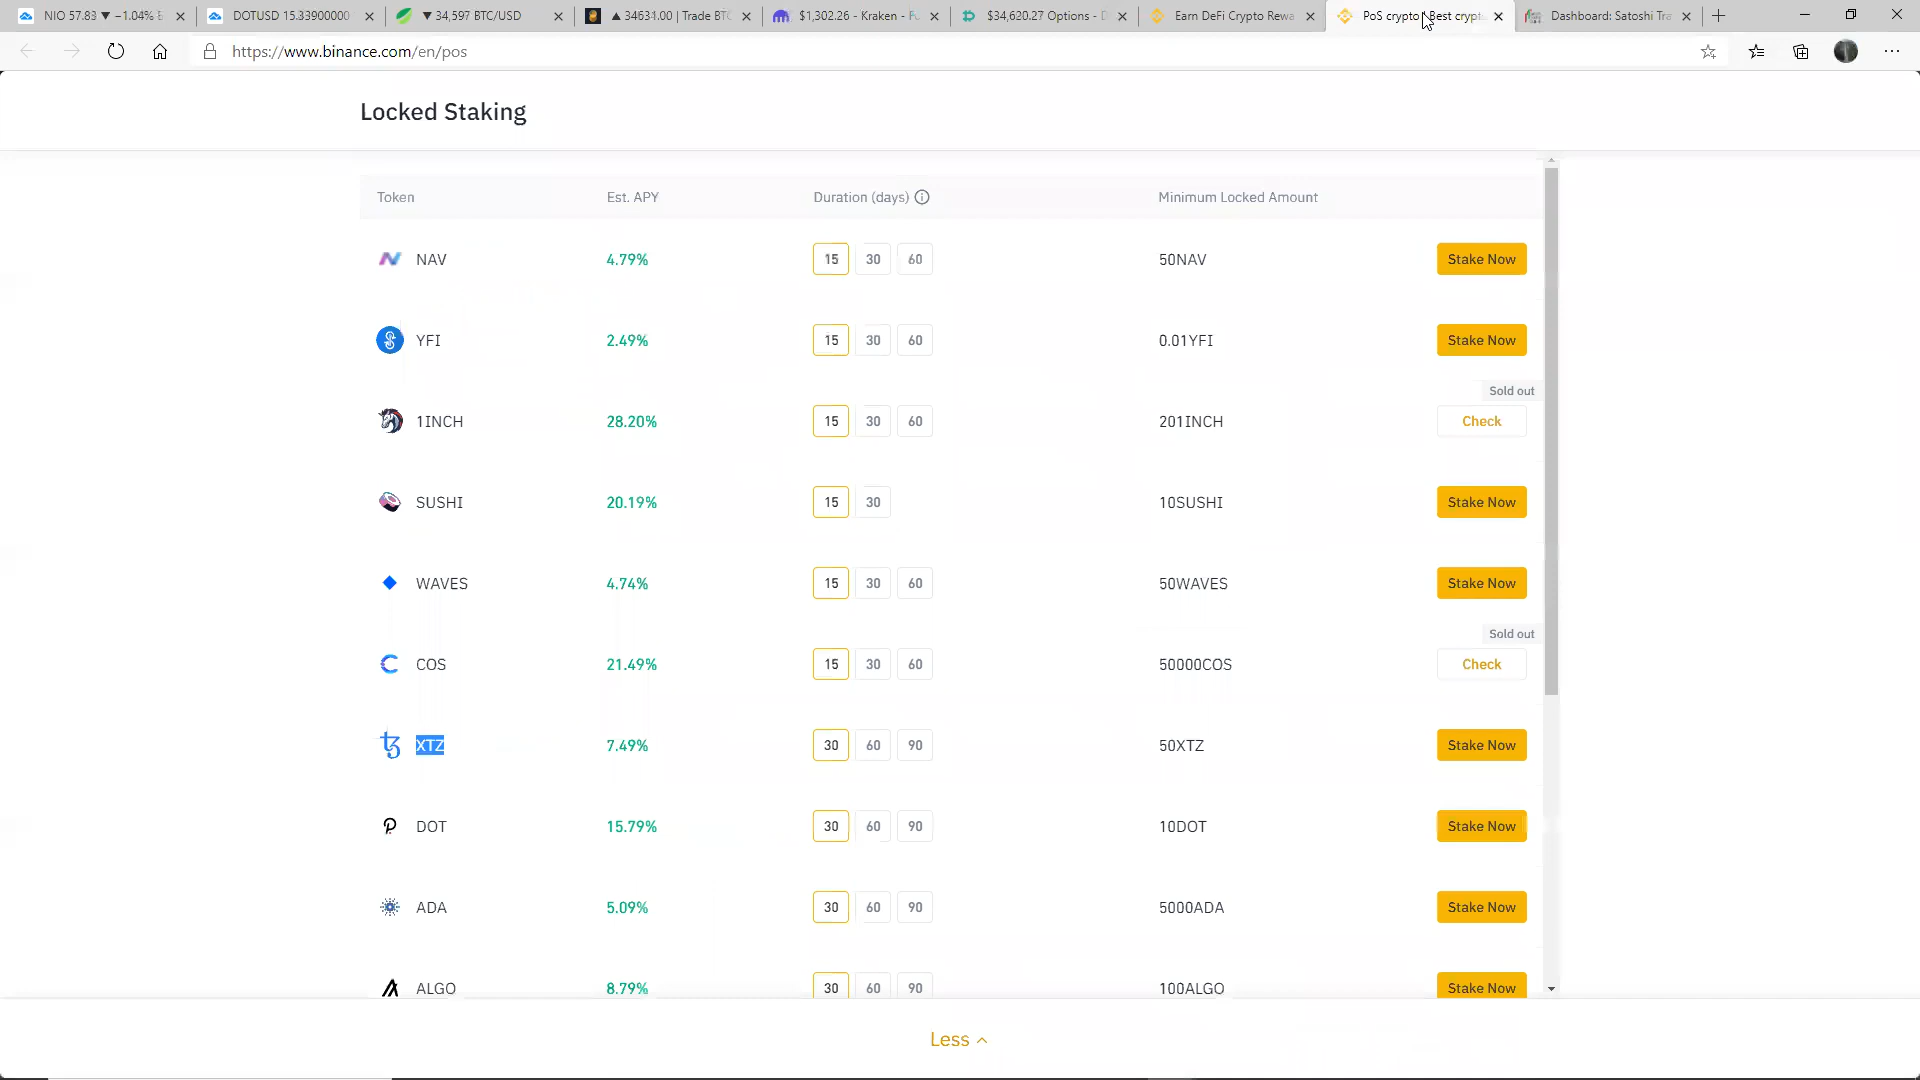 NIO 57.83 ▼ −1.04%
DOTUSD 15.33900000
▼ 34,597 BTC/USD
▲ 34631.00 | Trade BTC
$1,302.26 - Kraken - Fu
$34,620.27 Options - D
Earn DeFi Crypto Rewa
PoS crypto | Best crypt
Dashboard: Satoshi Tra
https://www.binance.com/en/pos
Locked Staking
Token Est. APY Duration (days) Minimum Locked Amount
NAV 4.79% 15 30 60 50NAV Stake Now
YFI 2.49% 15 30 60 0.01YFI Stake Now
Sold out
1INCH 28.20% 15 30 60 201INCH Check
SUSHI 20.19% 15 30 10SUSHI Stake Now
WAVES 4.74% 15 30 60 50WAVES Stake Now
Sold out
COS 21.49% 15 30 60 50000COS Check
XTZ 7.49% 30 60 90 50XTZ Stake Now
DOT 15.79% 30 60 90 10DOT Stake Now
ADA 5.09% 30 60 90 5000ADA Stake Now
ALGO 8.79% 30 60 90 100ALGO Stake Now
Less